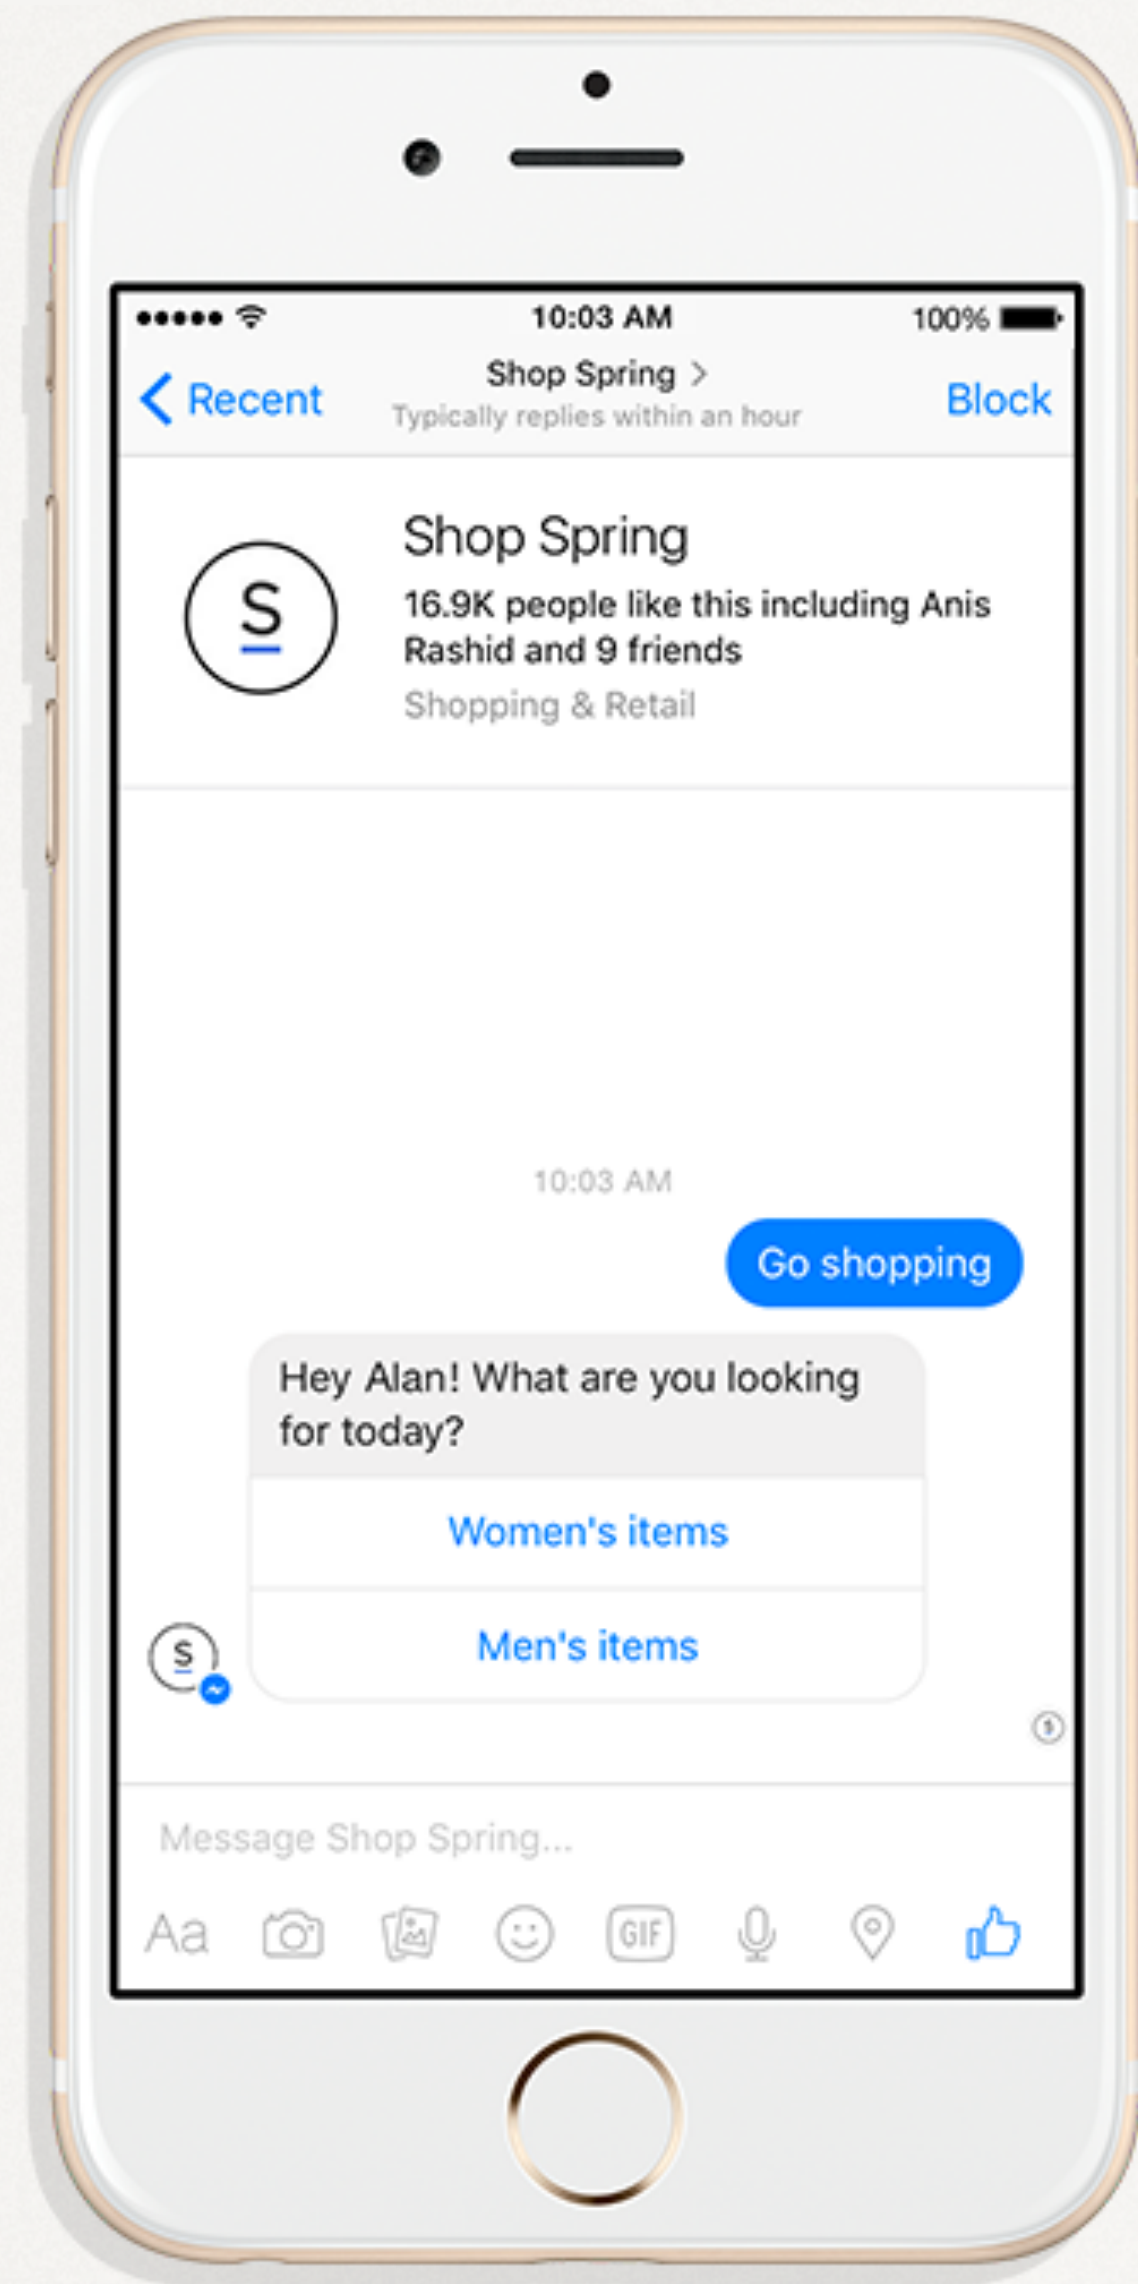 10:03 AM
100%
Recent
Shop Spring >
Block
Typically replies within an hour
S
Shop Spring
16.9K people like this including Anis
Rashid and 9 friends
Shopping & Retail
10:03 AM
Go shopping
Hey Alan! What are you looking
for today?
Women's items
Men's items
S
Message Shop Spring...
Aa
GIF